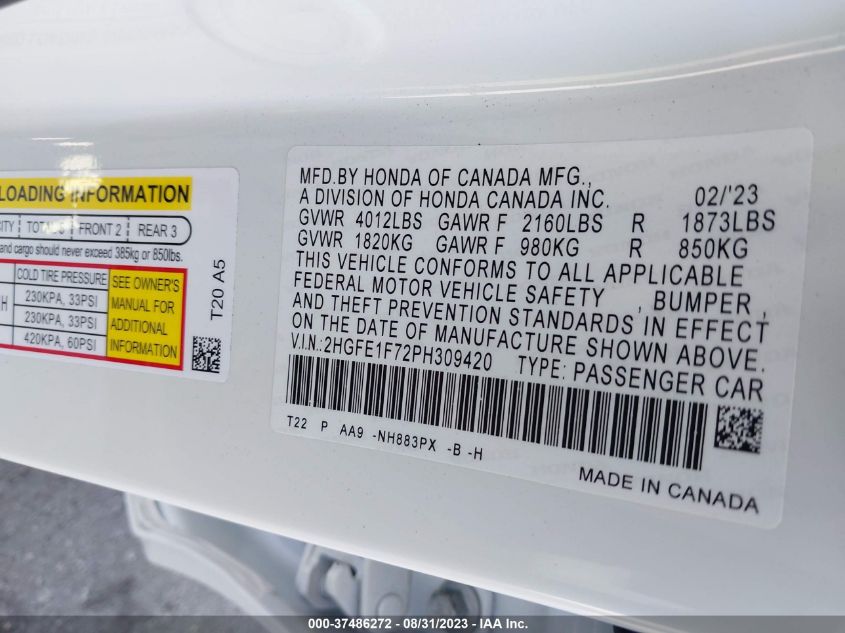 LOADING INFORMATION
FRONT 2 REAR 3
and cargo should never exceed 385kg or 850lbs.
COLD TIRE PRESSURE
230KPA, 33PSI
230KPA, 33PSI
420KPA, 60PSI
SEE OWNER'S
MANUAL FOR
ADDITIONAL
INFORMATION
T20 A5
MFD.BY HONDA OF CANADA MFG.,
A DIVISION OF HONDA CANADA INC. 02/'23
GVWR 4012LBS GAWR F 2160LBS R 1873LBS
GVWR 1820KG GAWR F 980KG R 850KG
THIS VEHICLE CONFORMS TO ALL APPLICABLE
FEDERAL MOTOR VEHICLE SAFETY , BUMPER ,
AND THEFT PREVENTION STANDARDS IN EFFECT
ON THE DATE OF MANUFACTURE SHOWN ABOVE.
V.I.N.:2HGFE1F72PH309420 TYPE: PASSENGER CAR
T22 P AA9 -NH883PX -B -H
MADE IN CANADA
000-37486272 - 08/31/2023 - IAA Inc.